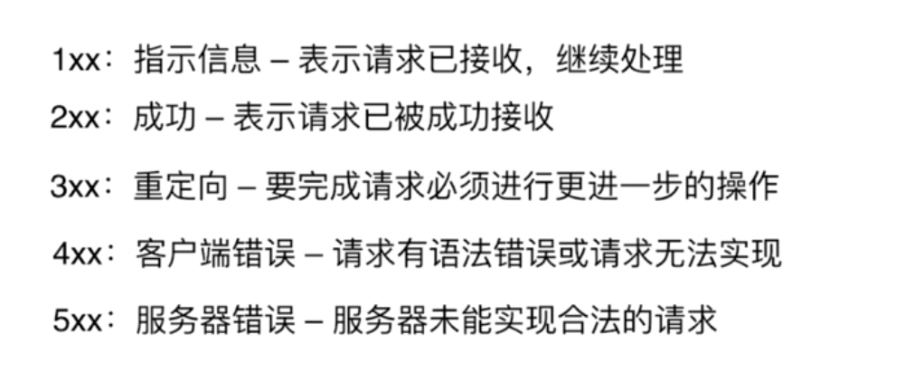 1xx：指示信息 – 表示请求已接收，继续处理
2xx：成功 – 表示请求已被成功接收
3xx：重定向 – 要完成请求必须进行更进一步的操作
4xx：客户端错误 – 请求有语法错误或请求无法实现
5xx：服务器错误 – 服务器未能实现合法的请求